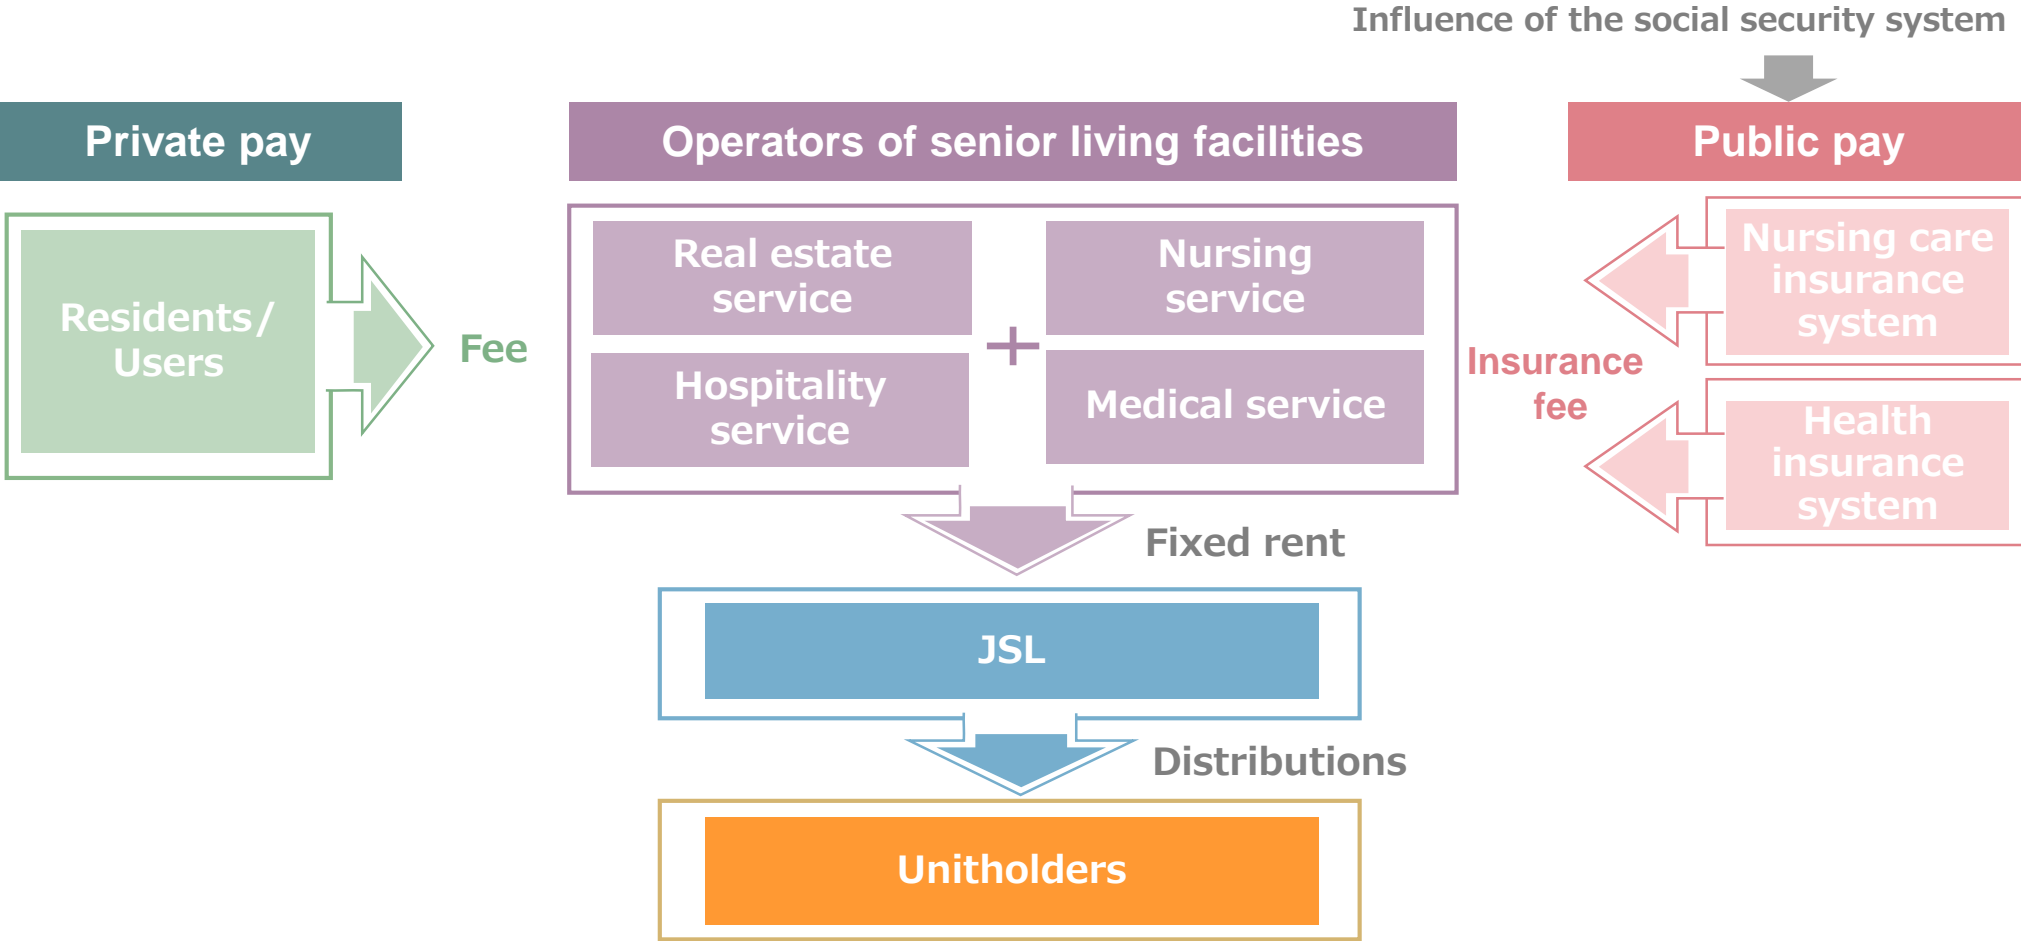 Influence of the social security system
Private pay
Operators of senior living facilities
Public pay
Residents/
Users
Fee
Real estate
service
Nursing
service
Hospitality
service
Medical service
+
Insurance
fee
Nursing care
insurance
system
Health
insurance
system
Fixed rent
JSL
Distributions
Unitholders